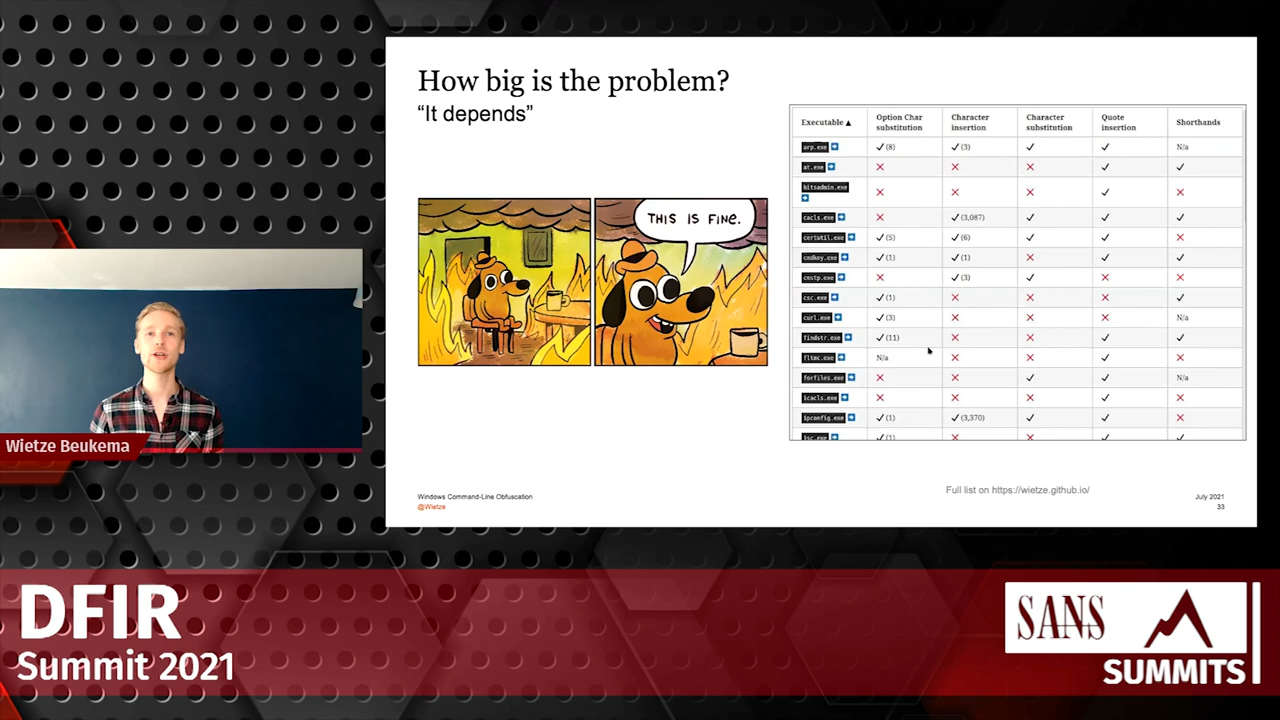 How big is the problem?
“It depends”
THIS IS FINE.
Executable ▲ Option Char substitution Character insertion Character substitution Quote insertion Shorthands
arp.exe ✓ (8) ✓ (3) ✓ ✓ N/a
at.exe ✕ ✕ ✕ ✓ ✓
bitsadmin.exe ✕ ✕ ✕ ✓ ✕
cacls.exe ✕ ✓ (3,087) ✓ ✓ ✓
certutil.exe ✓ (5) ✓ (6) ✓ ✓ ✕
cmdkey.exe ✓ (1) ✓ (1) ✕ ✓ ✓
cmstp.exe ✕ ✓ (3) ✓ ✕ ✕
csc.exe ✓ (1) ✕ ✕ ✕ ✓
curl.exe ✓ (3) ✕ ✕ ✕ N/a
findstr.exe ✓ (11) ✕ ✕ ✓ ✓
fltmc.exe N/a ✕ ✕ ✓ ✕
forfiles.exe ✕ ✕ ✓ ✓ N/a
icacls.exe ✕ ✕ ✕ ✓ ✕
ipconfig.exe ✓ (1) ✓ (3,370) ✓ ✓ ✕
jsc.exe ✓ (1) ✕ ✕ ✓ ✓
Wietze Beukema
Full list on https://wietze.github.io/
Windows Command-Line Obfuscation
@Wietze
July 2021
33
DFIR
Summit 2021
SANS
SUMMITS